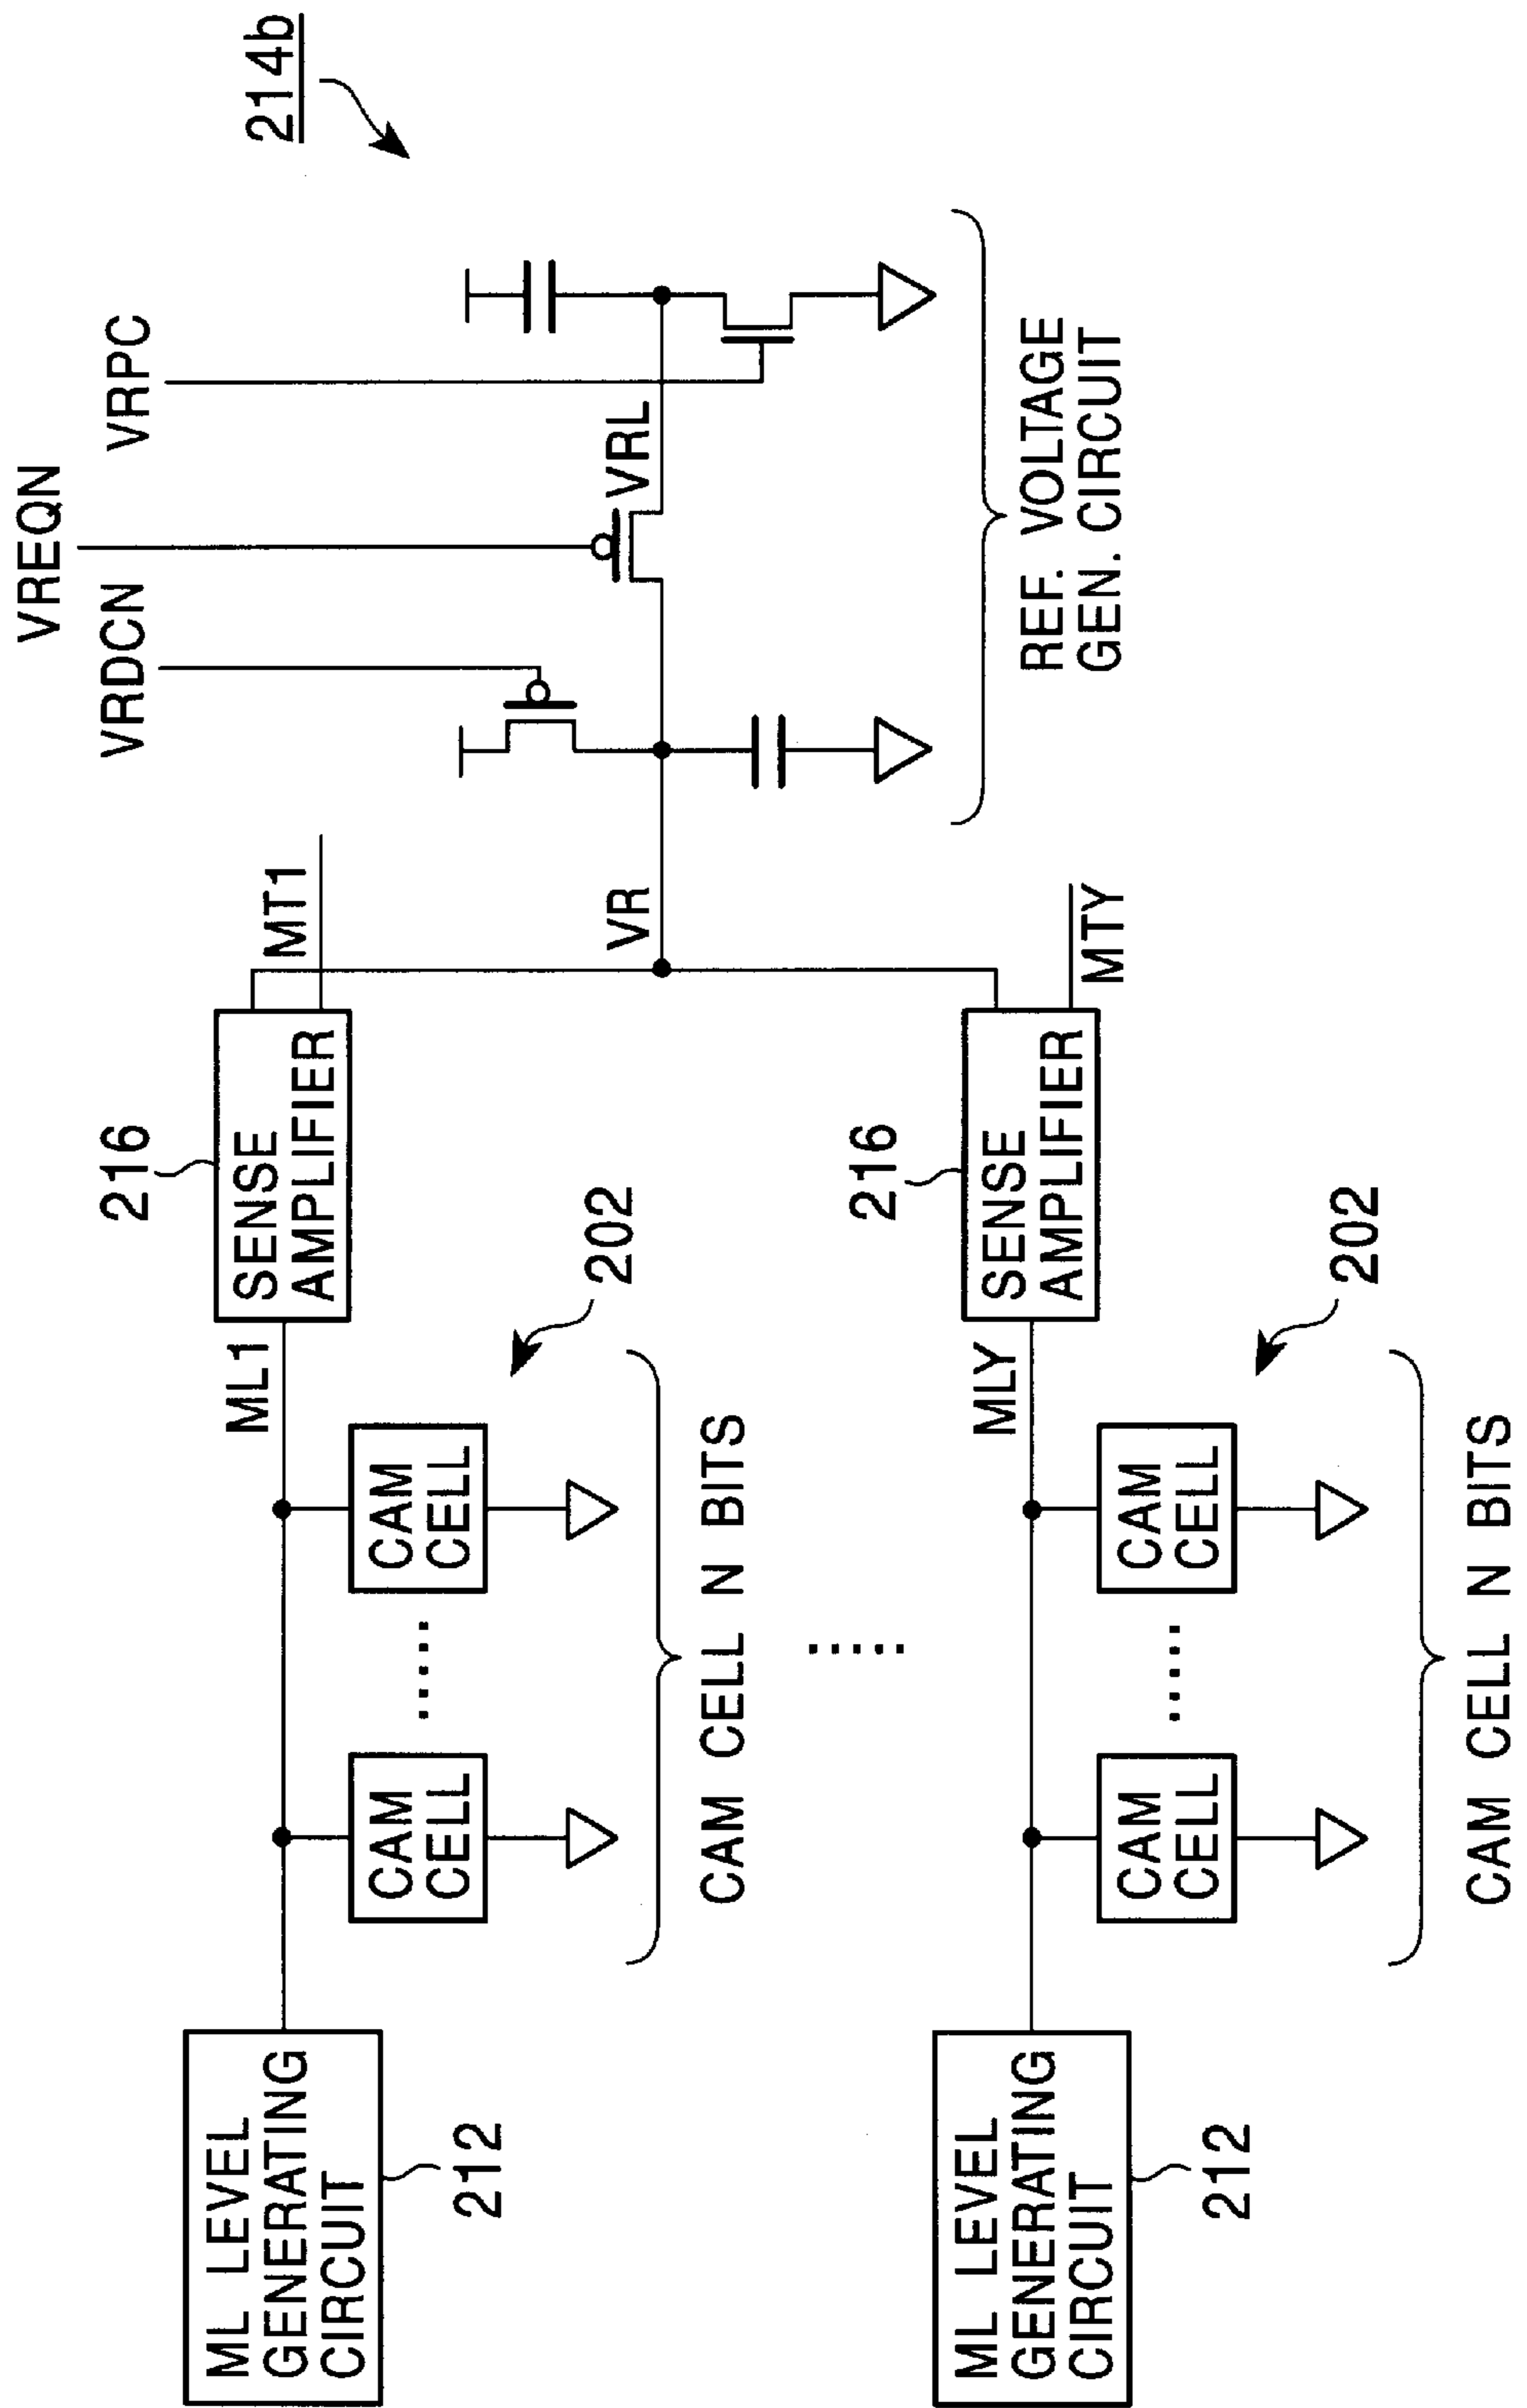 214b
VREQN
VRDCN
VRPC
VRL
VR
MT1
MTY
REF. VOLTAGE
GEN. CIRCUIT
216
SENSE
AMPLIFIER
ML1
202
CAM
CELL
.....
CAM
CELL
CAM CELL N BITS
ML LEVEL
GENERATING
CIRCUIT
212
.....
216
SENSE
AMPLIFIER
MLY
202
CAM
CELL
.....
CAM
CELL
CAM CELL N BITS
ML LEVEL
GENERATING
CIRCUIT
212